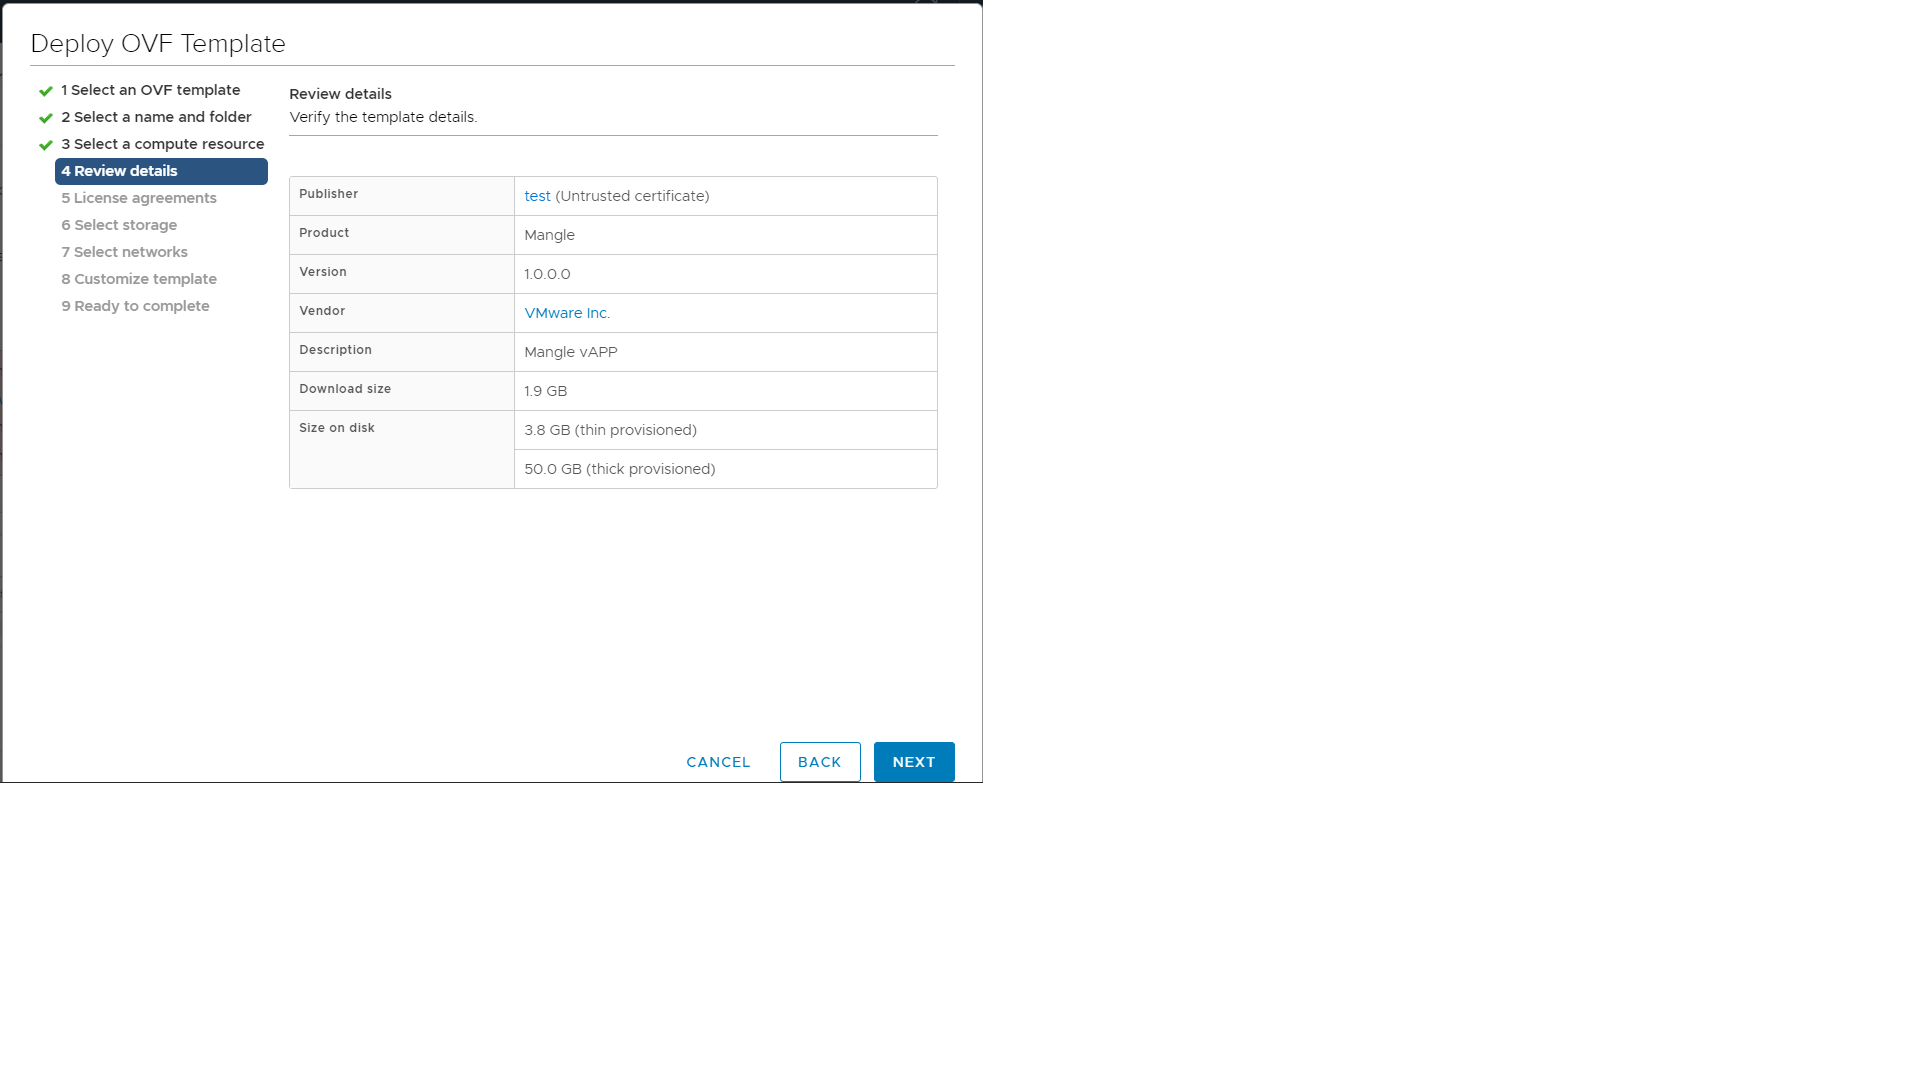 Deploy OVF Template
1 Select an OVF template
2 Select a name and folder
3 Select a compute resource
4 Review details
5 License agreements
6 Select storage
7 Select networks
8 Customize template
9 Ready to complete
Review details
Verify the template details.
Publisher test (Untrusted certificate)
Product Mangle
Version 1.0.0.0
Vendor VMware Inc.
Description Mangle vAPP
Download size 1.9 GB
Size on disk 3.8 GB (thin provisioned)
50.0 GB (thick provisioned)
CANCEL BACK NEXT